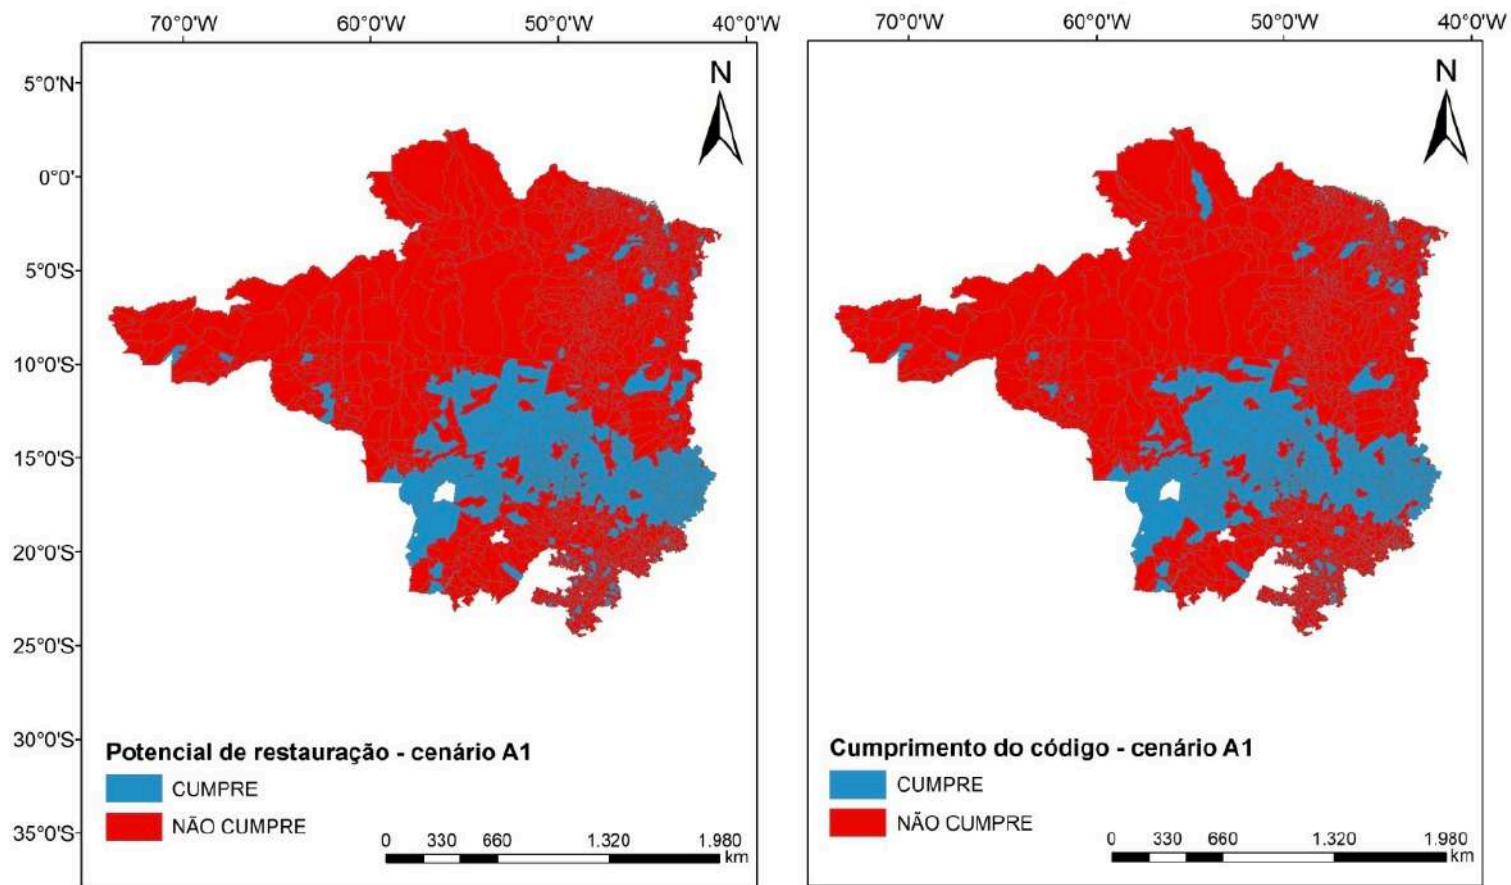 70°0'W 60°0'W 50°0'W 40°0'W
5°0'N
0°0'
5°0'S
10°0'S
15°0'S
20°0'S
25°0'S
30°0'S
35°0'S
N
Potencial de restauração - cenário A1
CUMPRE
NÃO CUMPRE
0 330 660 1.320 1.980
km
70°0'W 60°0'W 50°0'W 40°0'W
N
Cumprimento do código - cenário A1
CUMPRE
NÃO CUMPRE
0 330 660 1.320 1.980
km